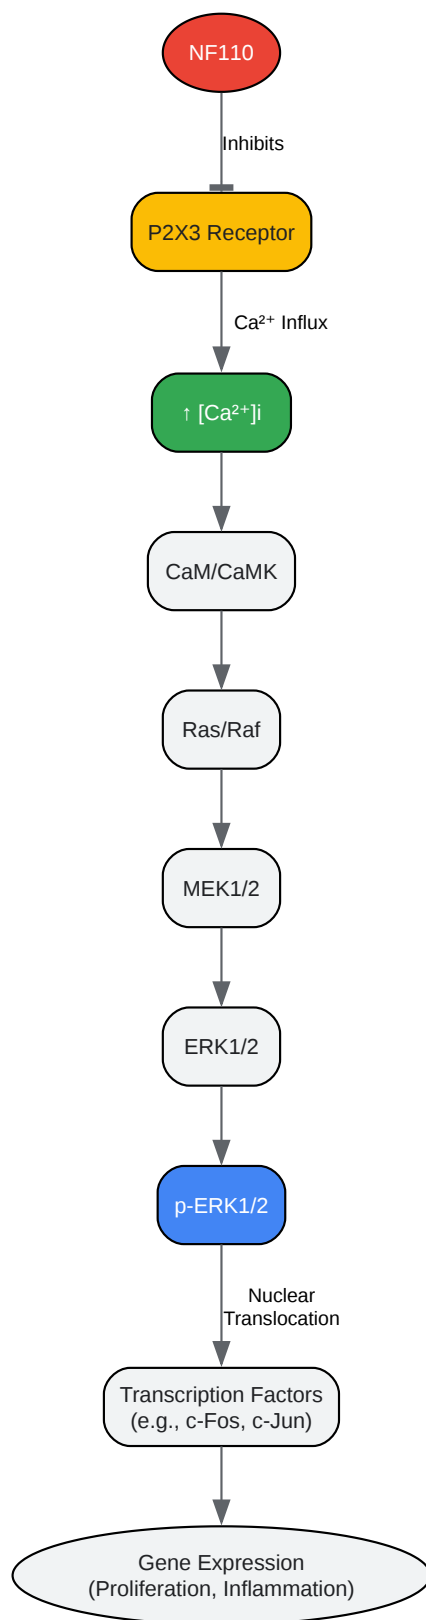 NF110
Inhibits
P2X3 Receptor
Ca²⁺ Influx
↑ [Ca²⁺]i
CaM/CaMK
Ras/Raf
MEK1/2
ERK1/2
p-ERK1/2
Nuclear
Translocation
Transcription Factors
(e.g., c-Fos, c-Jun)
Gene Expression
(Proliferation, Inflammation)